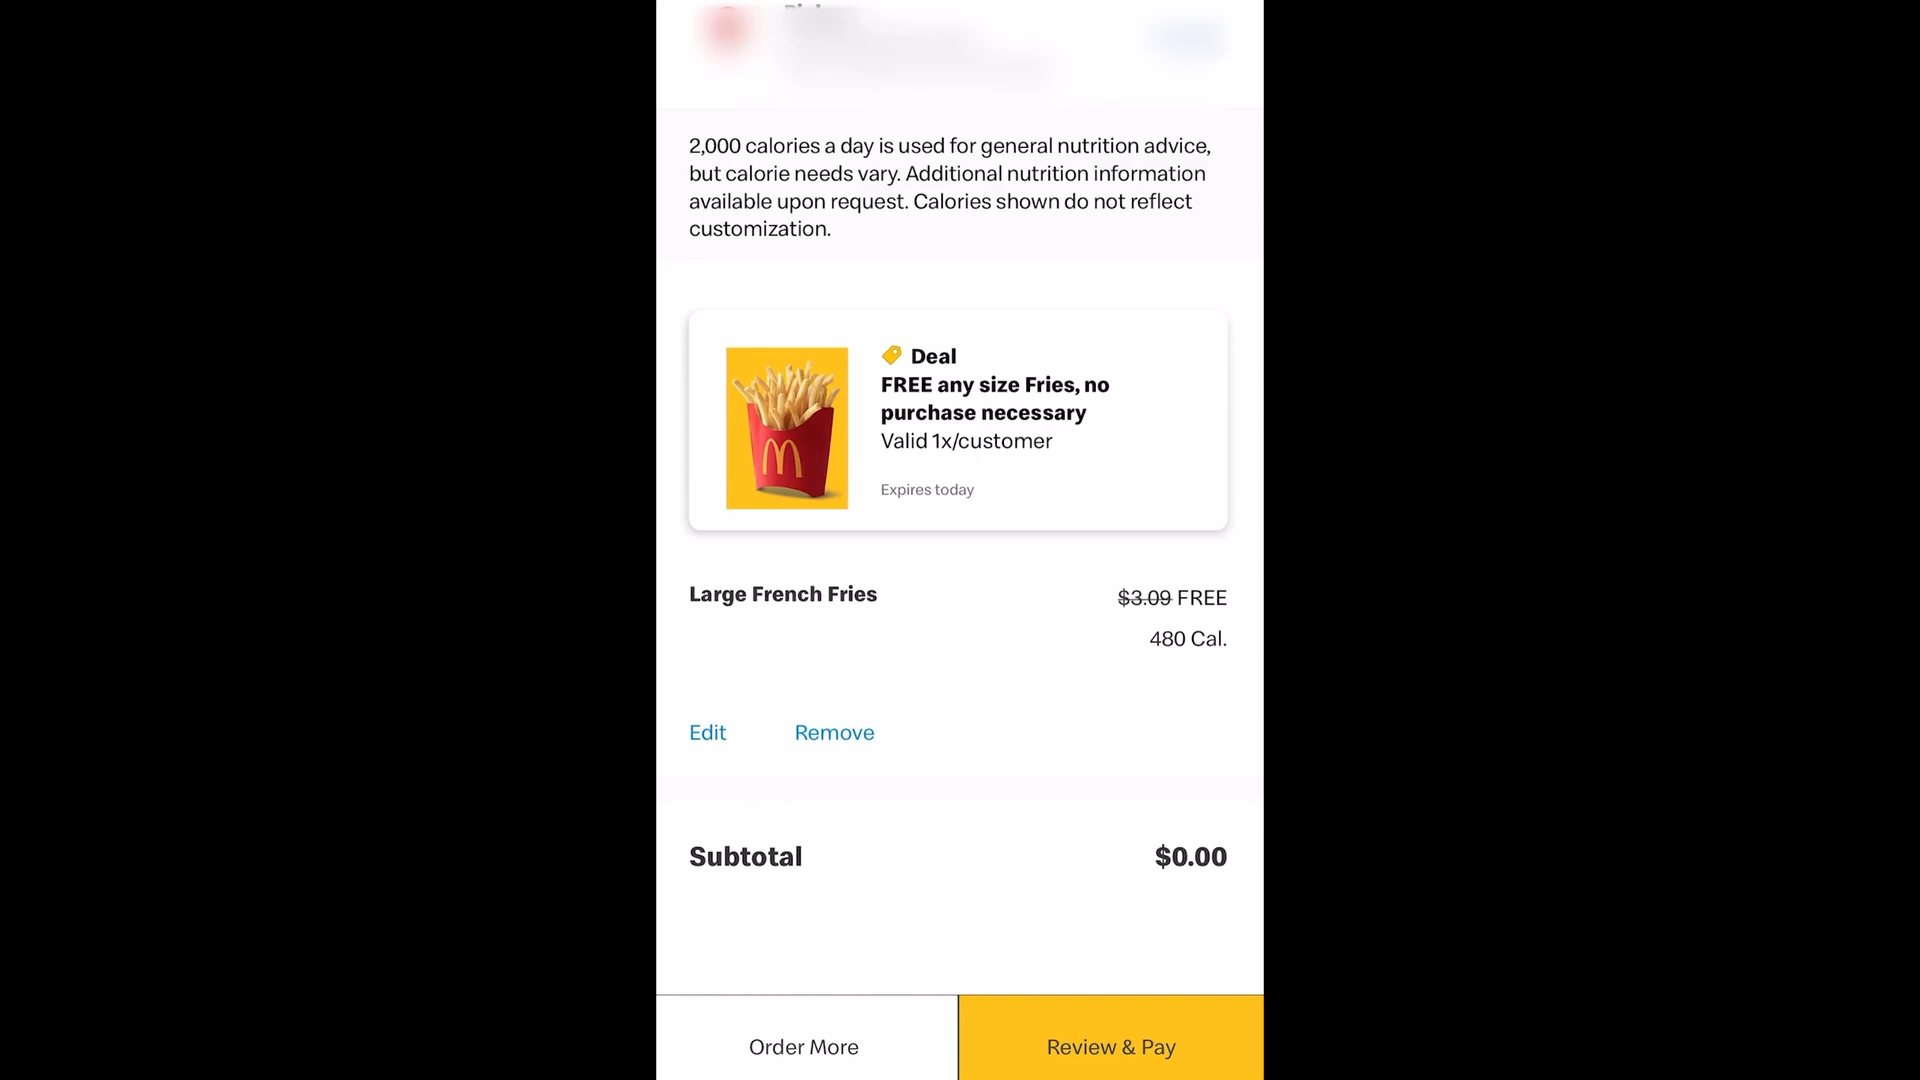 2,000 calories a day is used for general nutrition advice,
but calorie needs vary. Additional nutrition information
available upon request. Calories shown do not reflect
customization.
Deal
FREE any size Fries, no
purchase necessary
Valid 1x/customer
Expires today
Large French Fries
$3.09 FREE
480 Cal.
Edit
Remove
Subtotal
$0.00
Order More
Review & Pay